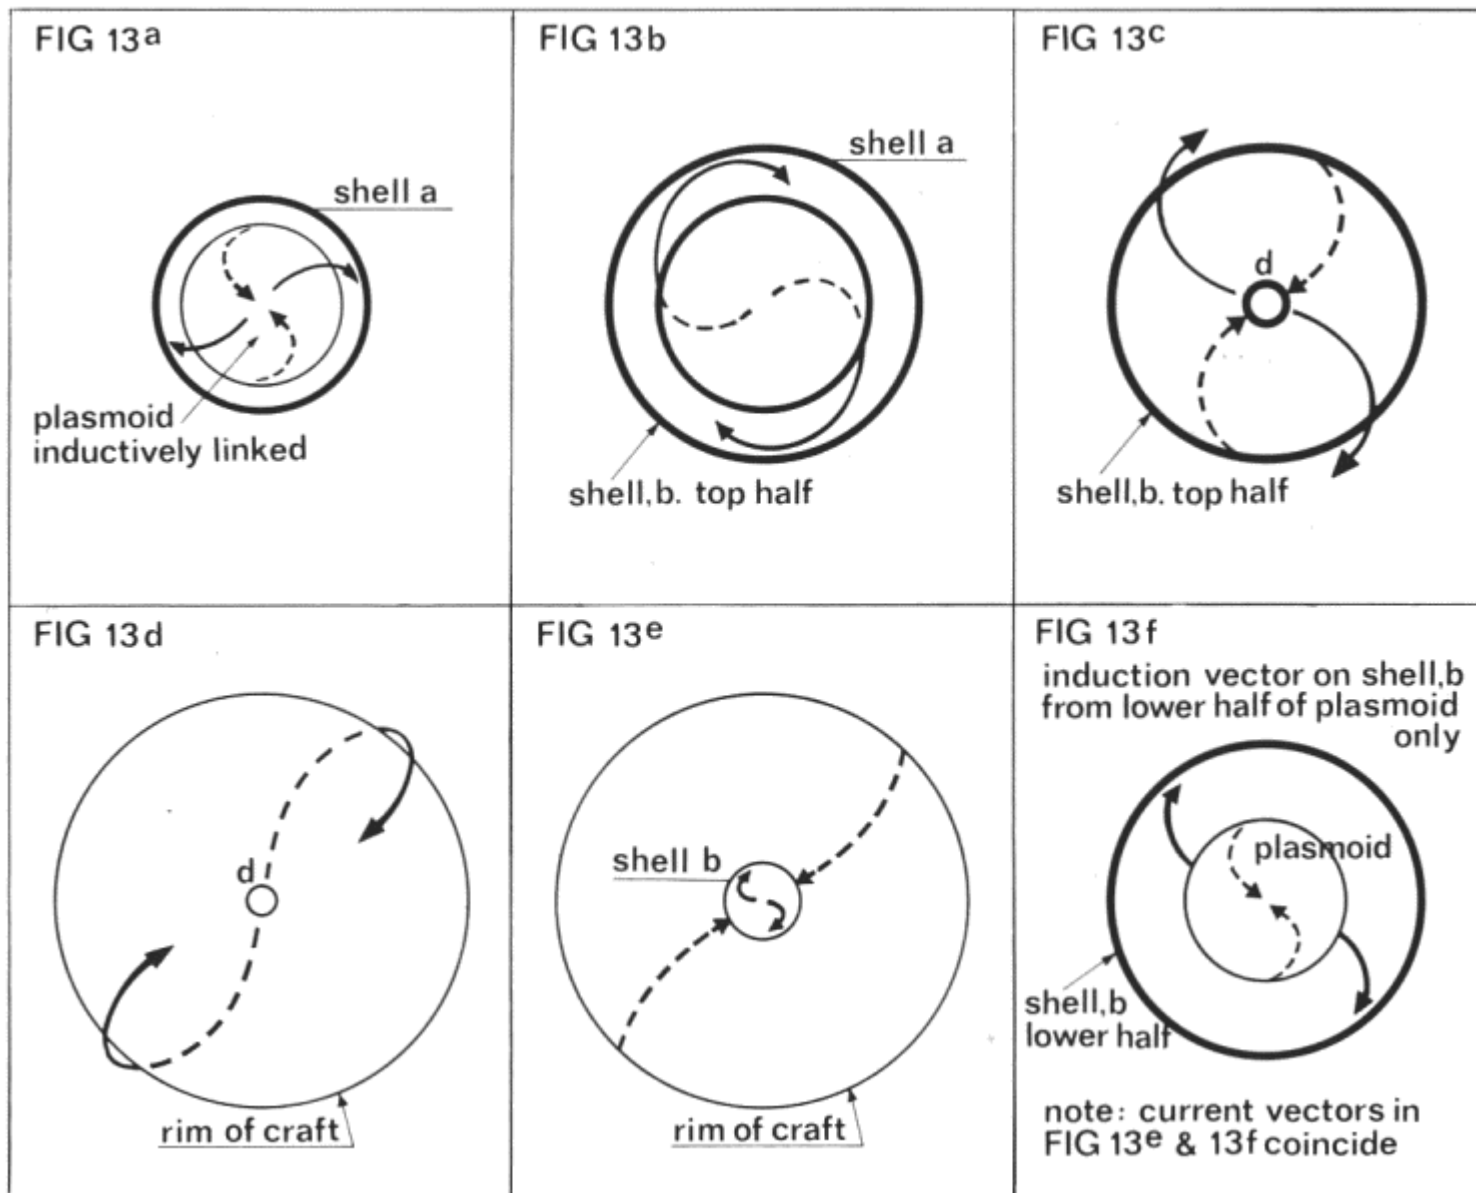 FIG 13a
shell a
plasmoid
inductively linked
FIG 13b
shell a
shell,b. top half
FIG 13c
d
shell,b. top half
FIG 13d
d
rim of craft
FIG 13e
shell b
rim of craft
FIG 13f
induction vector on shell,b
from lower half of plasmoid
only
plasmoid
shell,b
lower half
note: current vectors in
FIG 13e & 13f coincide